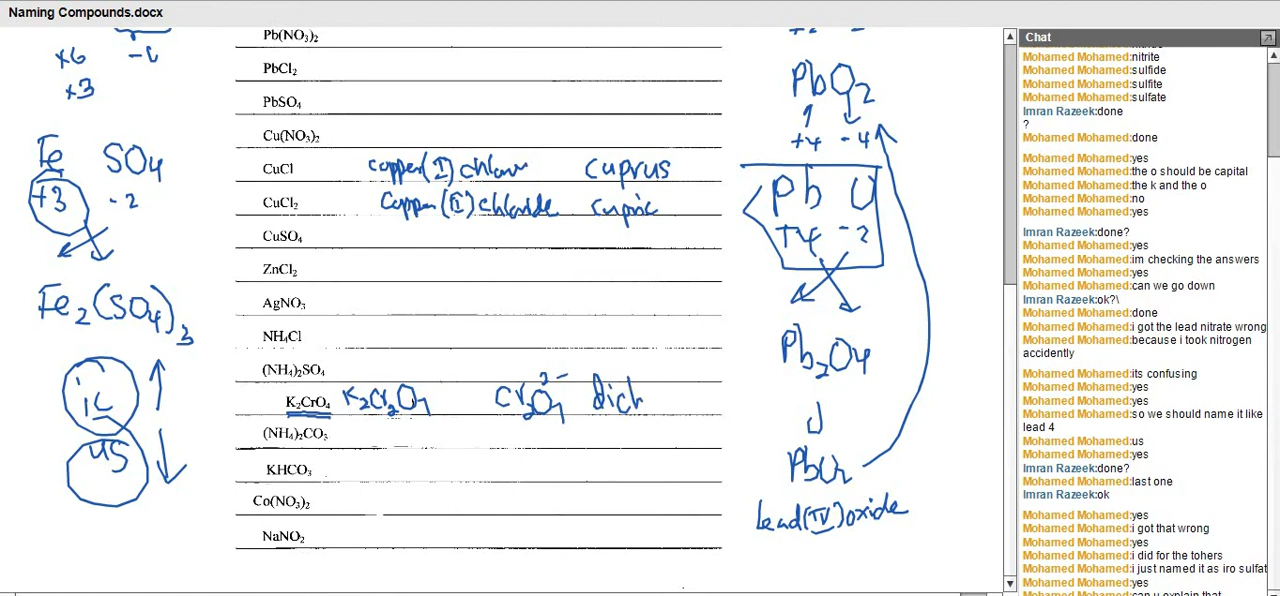 Naming Compounds.docx
+6 -6
+3
Fe SO4
+3 -2
Fe2(SO4)3
ic
us
Pb(NO3)2
PbCl2
PbSO4
Cu(NO3)2
CuCl copper(I)chlo cuprus
CuCl2 Copper(II)chloride cupric
CuSO4
ZnCl2
AgNO3
NH4Cl
(NH4)2SO4
K2CrO4 K2Cr2O7 Cr2O7 2- dich
(NH4)2CO3
KHCO3
Co(NO3)2
NaNO2
PbO2
+4 -4
Pb O
+4 -2
Pb2O4
PbO2
lead(IV)oxide
Chat
Mohamed Mohamed:nitrite
Mohamed Mohamed:sulfide
Mohamed Mohamed:sulfite
Mohamed Mohamed:sulfate
Imran Razeek:done
?
Mohamed Mohamed:done
Mohamed Mohamed:yes
Mohamed Mohamed:the o should be capital
Mohamed Mohamed:the k and the o
Mohamed Mohamed:no
Mohamed Mohamed:yes
Imran Razeek:done?
Mohamed Mohamed:yes
Mohamed Mohamed:im checking the answers
Mohamed Mohamed:yes
Mohamed Mohamed:can we go down
Imran Razeek:ok?\
Mohamed Mohamed:done
Mohamed Mohamed:i got the lead nitrate wrong
Mohamed Mohamed:because i took nitrogen
accidently
Mohamed Mohamed:its confusing
Mohamed Mohamed:yes
Mohamed Mohamed:yes
Mohamed Mohamed:so we should name it like
lead 4
Mohamed Mohamed:us
Mohamed Mohamed:yes
Imran Razeek:done?
Mohamed Mohamed:last one
Imran Razeek:ok
Mohamed Mohamed:yes
Mohamed Mohamed:i got that wrong
Mohamed Mohamed:yes
Mohamed Mohamed:i did for the tohers
Mohamed Mohamed:i just named it as iro sulfat
Mohamed Mohamed:yes
Mohamed Mohamed:can u explain that